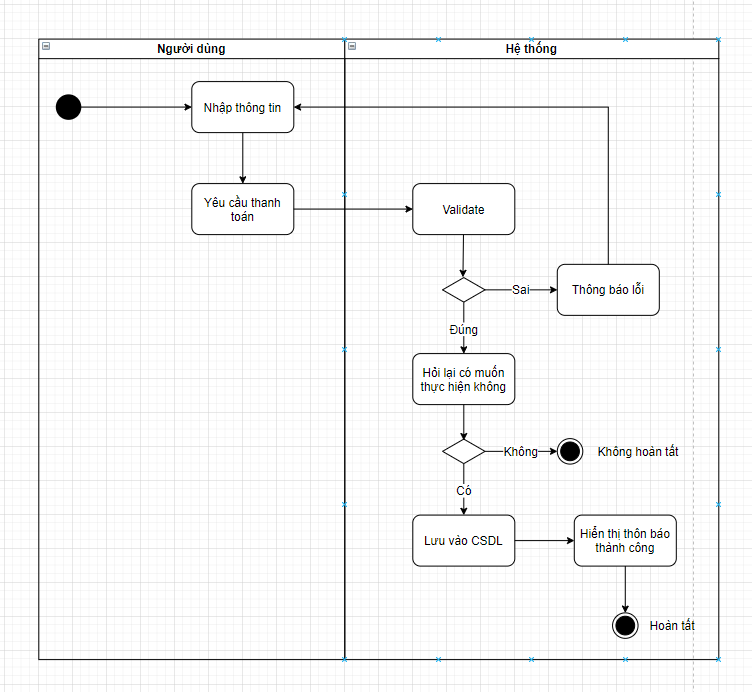 Người dùng
Hệ thống
Nhập thông tin
Yêu cầu thanh
toán
Validate
Sai
Thông báo lỗi
Đúng
Hỏi lại có muốn
thực hiện không
Không
Không hoàn tất
Có
Lưu vào CSDL
Hiển thị thôn báo
thành công
Hoàn tất